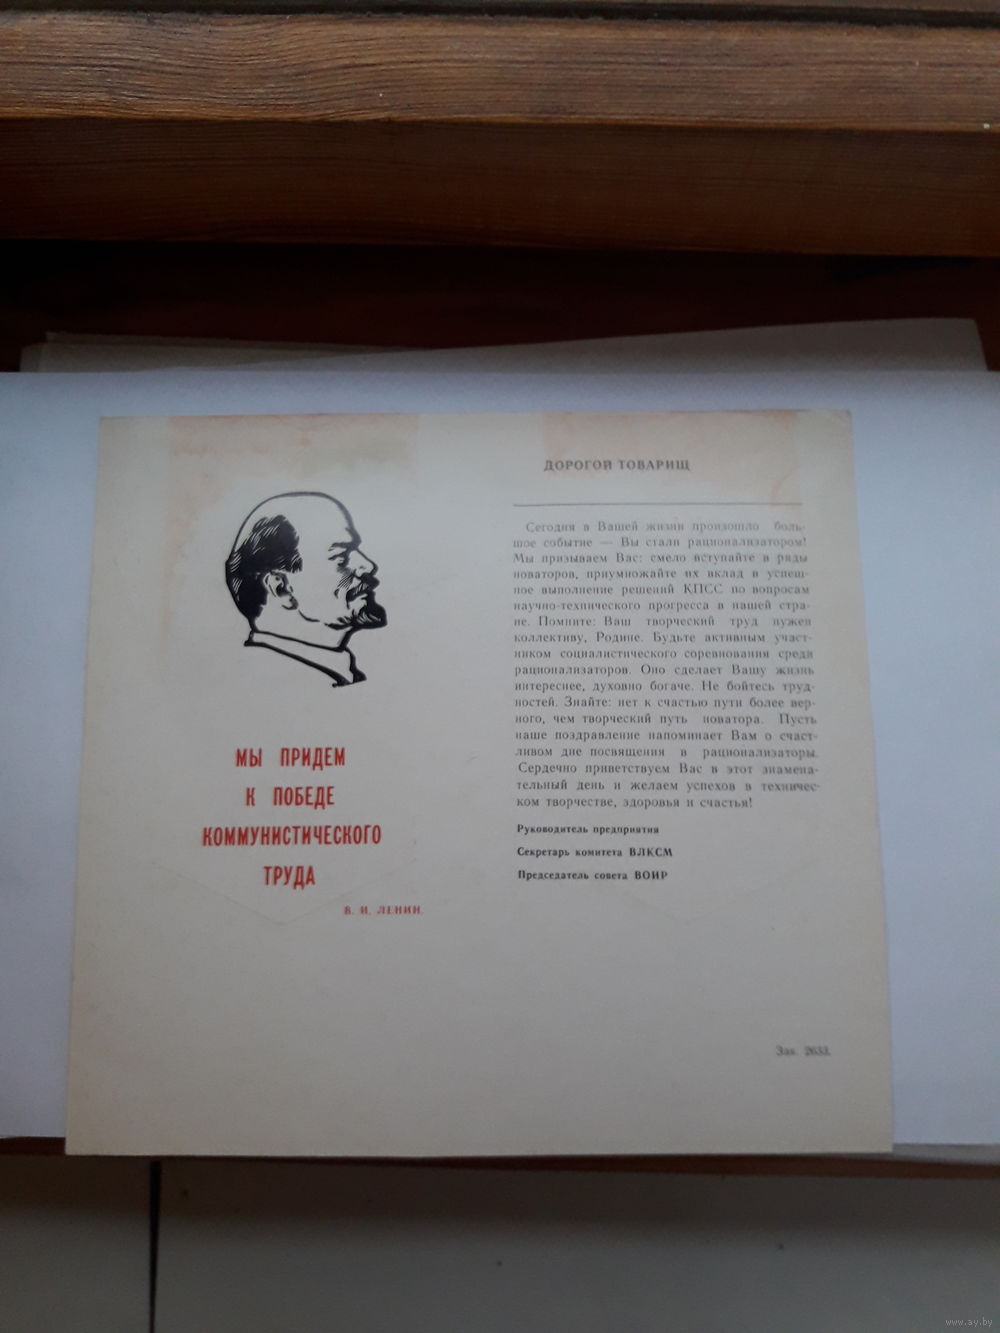 МЫ ПРИДЕМ
К ПОБЕДЕ
КОММУНИСТИЧЕСКОГО
ТРУДА
В. И. ЛЕНИН.
ДОРОГОЙ ТОВАРИЩ
Сегодня в Вашей жизни произошло боль-
шое событие — Вы стали рационализатором!
Мы призываем Вас: смело вступайте в ряды
новаторов, приумножайте их вклад в успеш-
ное выполнение решений КПСС по вопросам
научно-технического прогресса в нашей стра-
не. Помните: Ваш творческий труд нужен
коллективу, Родине. Будьте активным участ-
ником социалистического соревнования среди
рационализаторов. Оно сделает Вашу жизнь
интереснее, духовно богаче. Не бойтесь труд-
ностей. Знайте: нет к счастью пути более вер-
ного, чем творческий путь новатора. Пусть
наше поздравление напоминает Вам о счаст-
ливом дне посвящения в рационализаторы.
Сердечно приветствуем Вас в этот знамена-
тельный день и желаем успехов в техничес-
ком творчестве, здоровья и счастья!
Руководитель предприятия
Секретарь комитета ВЛКСМ
Председатель совета ВОИР
Зак. 2633.
www.ay.by